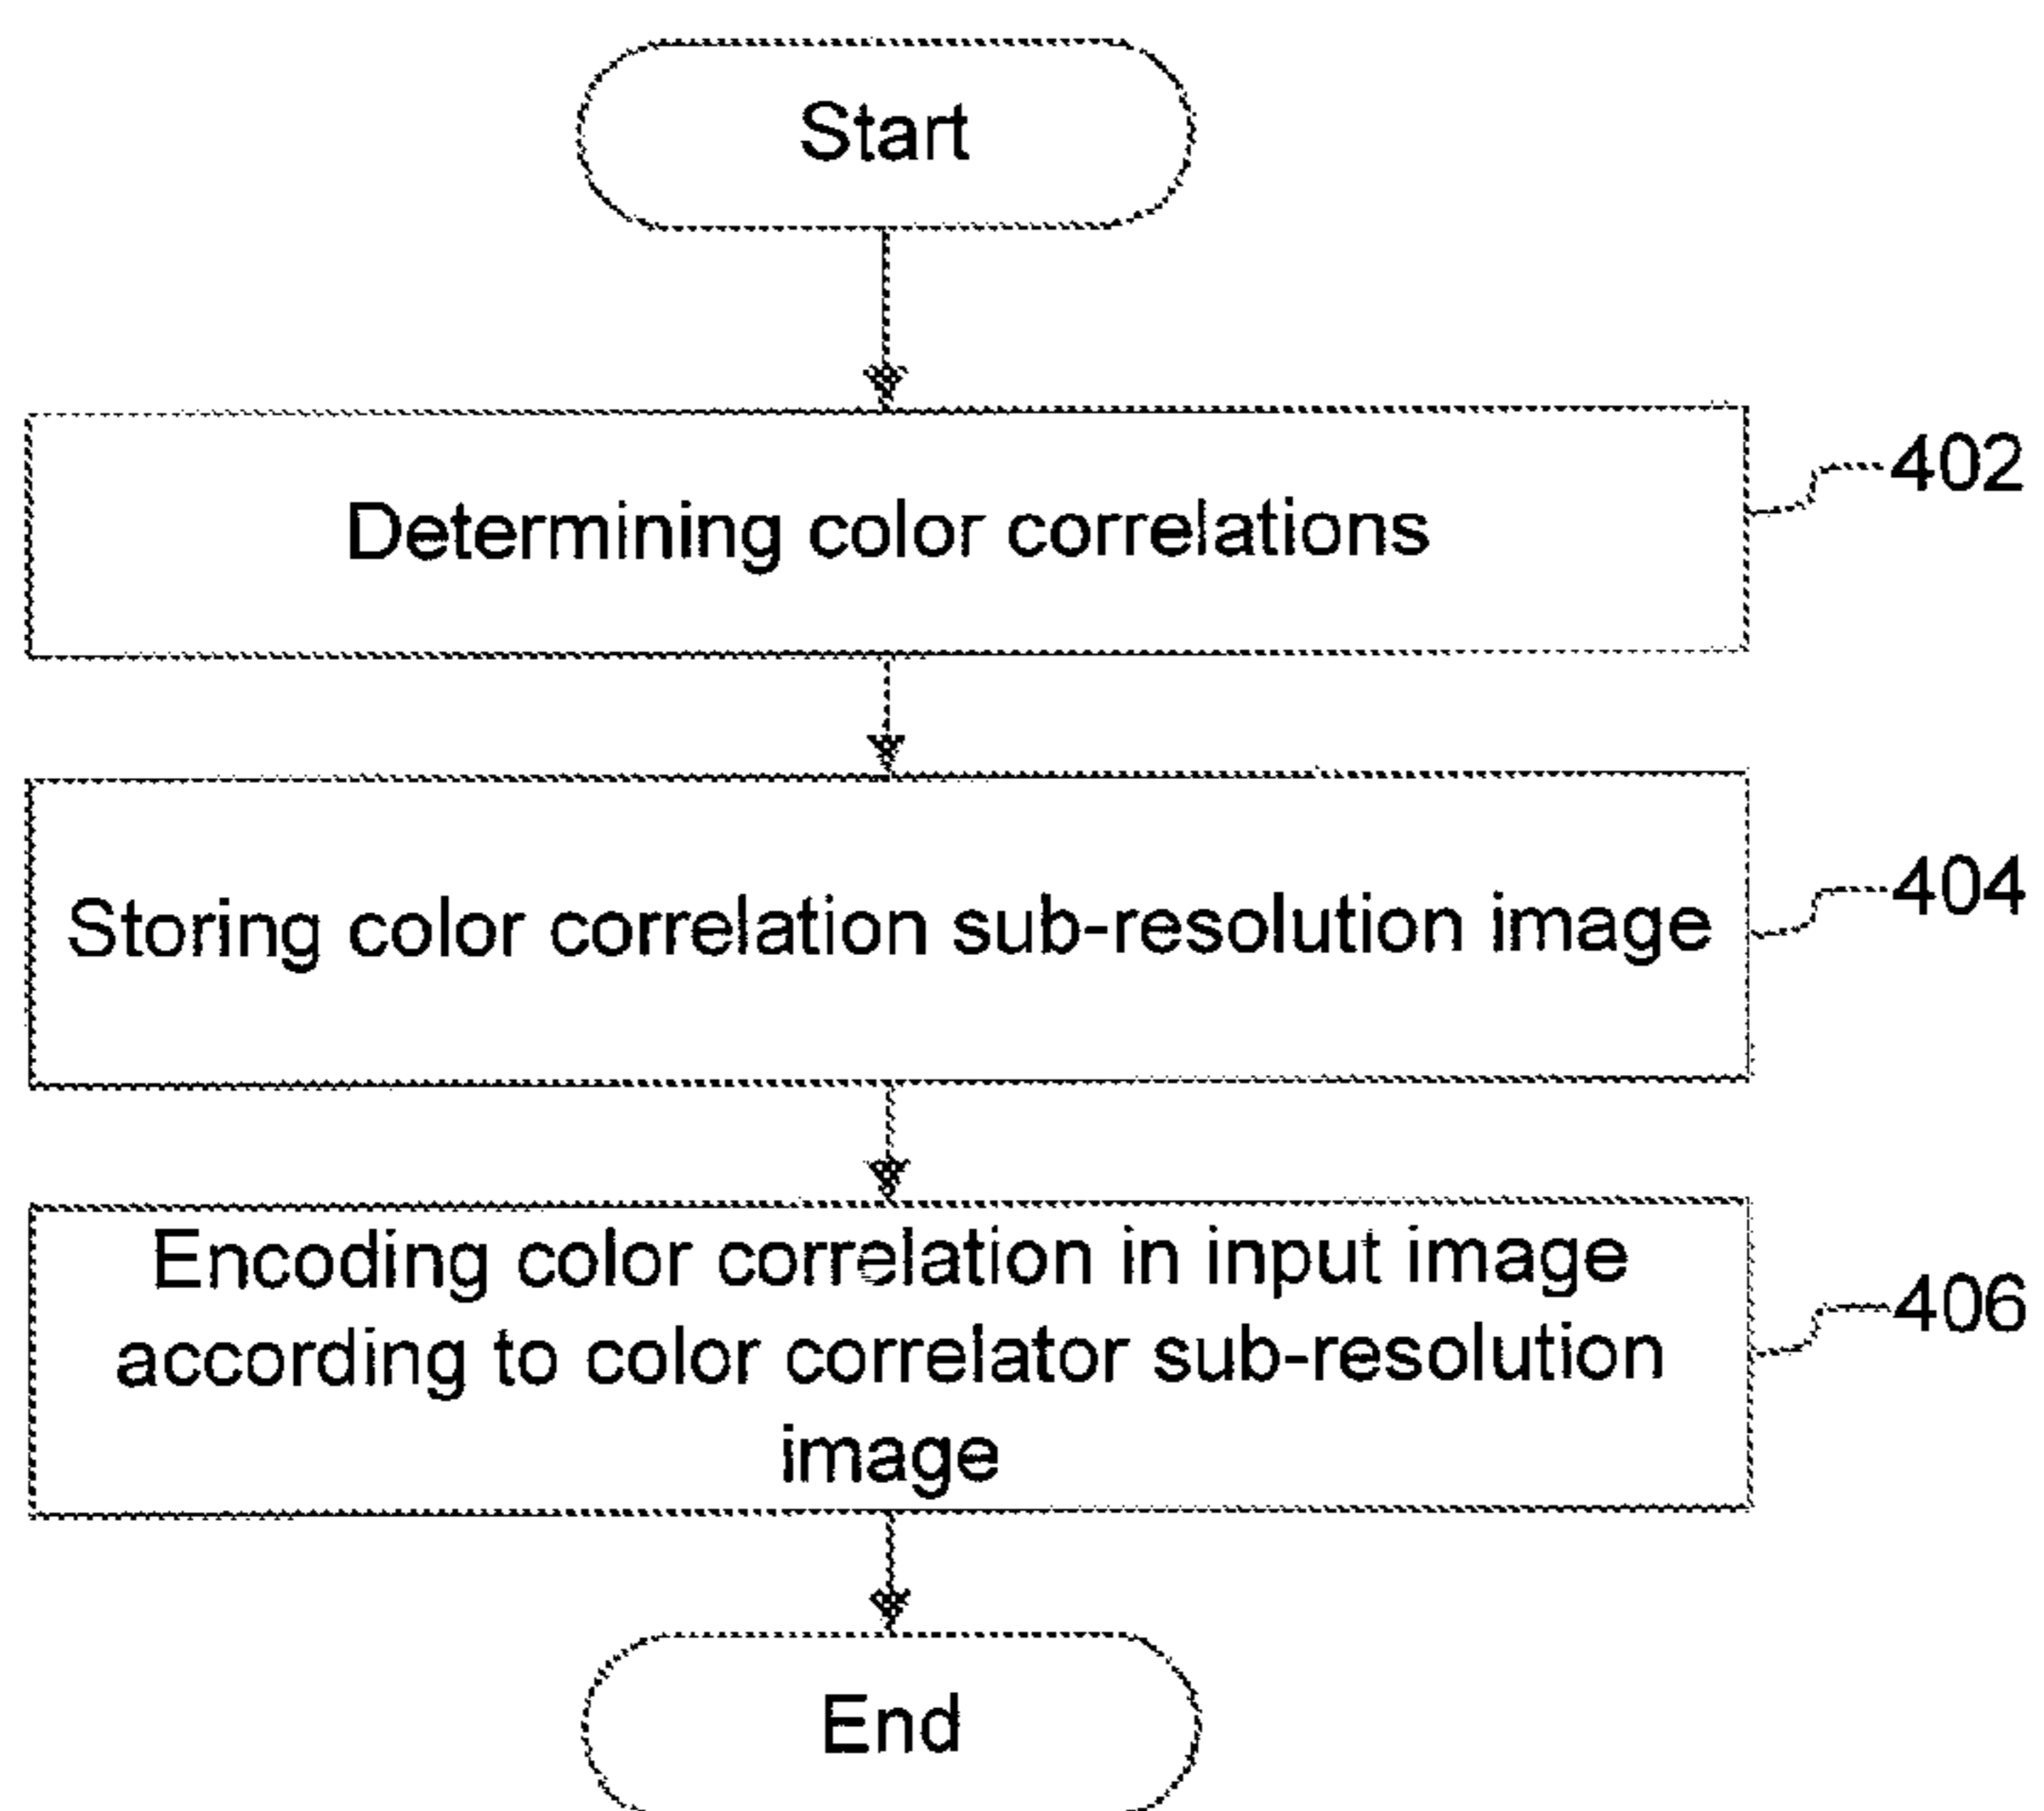 Start
Determining color correlations
402
Storing color correlation sub-resolution image
404
Encoding color correlation in input image
according to color correlator sub-resolution
image
406
End